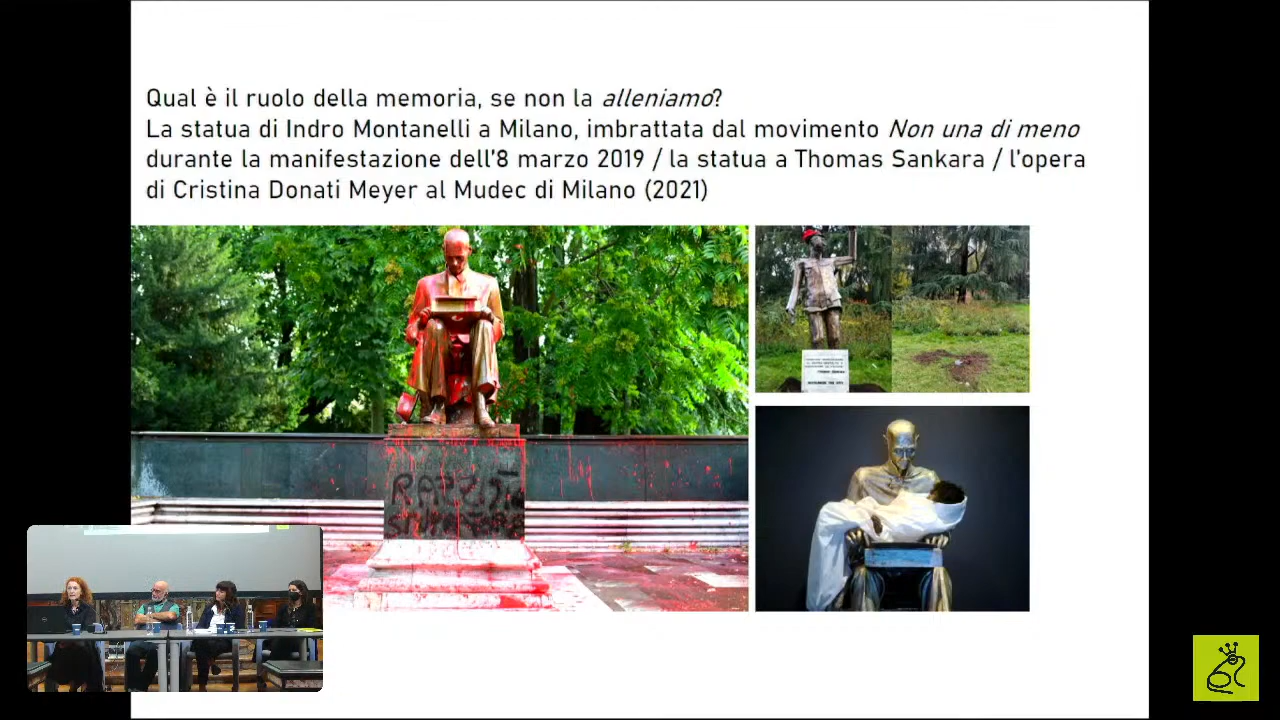 Qual è il ruolo della memoria, se non la alleniamo?
La statua di Indro Montanelli a Milano, imbrattata dal movimento Non una di meno
durante la manifestazione dell'8 marzo 2019 / la statua a Thomas Sankara / l'opera
di Cristina Donati Meyer al Mudec di Milano (2021)